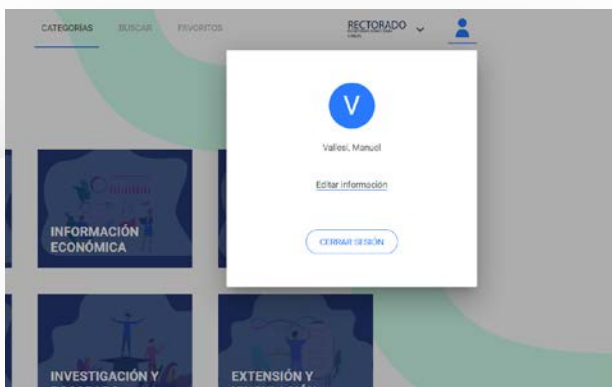 CATEGORÍAS BUSCAR FAVORITOS RECTORADO
V
Vallesi, Manuel
Editar información
CERRAR SESIÓN
INFORMACIÓN
ECONÓMICA
INVESTIGACIÓN Y
EXTENSIÓN Y